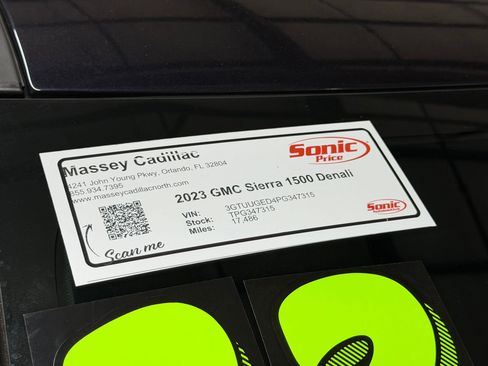 Massey Cadillac
4241 John Young Pkwy, Orlando, FL 32804
855.934.7395
www.masseycadillacnorth.com
Sonic
Price
2023 GMC Sierra 1500 Denali
VIN: 3GTUUGED4PG347315
Stock: TPG347315
Miles: 17,486
Scan me
Sonic